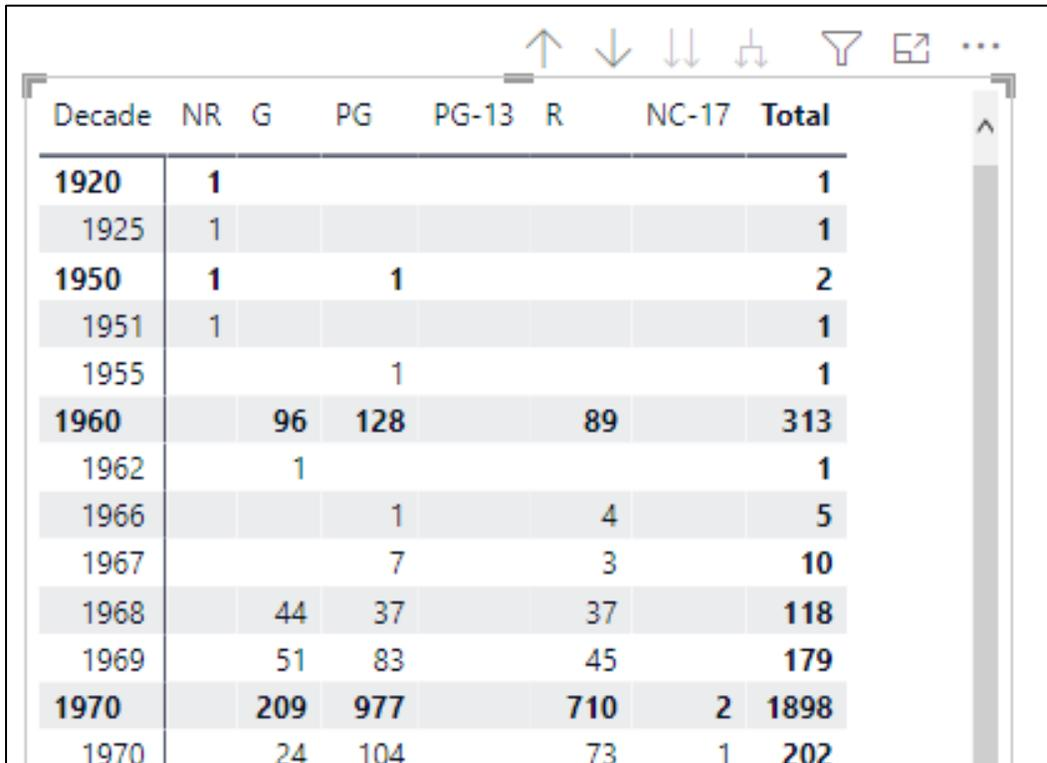 Decade NR G PG PG-13 R NC-17 Total
1920 1 1
1925 1 1
1950 1 1 2
1951 1 1
1955 1 1
1960 96 128 89 313
1962 1 1
1966 1 4 5
1967 7 3 10
1968 44 37 37 118
1969 51 83 45 179
1970 209 977 710 2 1898
1970 24 104 73 1 202